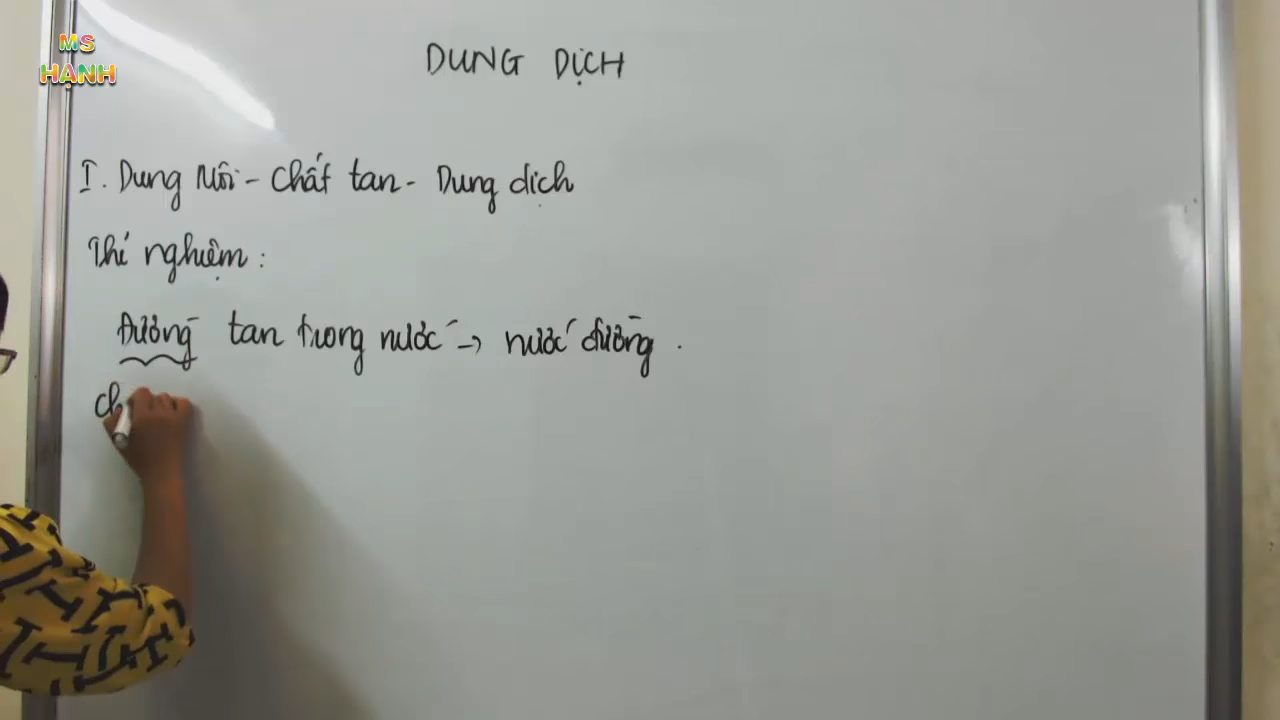 MS
HẠNH
DUNG DỊCH
I. Dung Môi - Chất tan - Dung dịch
Thí nghiệm :
Đường tan trong nước → nước đường .
Ch